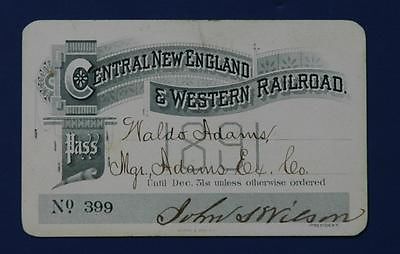 CENTRAL NEW ENGLAND
& WESTERN RAILROAD.
Pass
1891
Waldo Adams,
Mgr. Adams Ex. Co.
Until Dec. 31st unless otherwise ordered
No 399
John S Wilson
PRESIDENT.